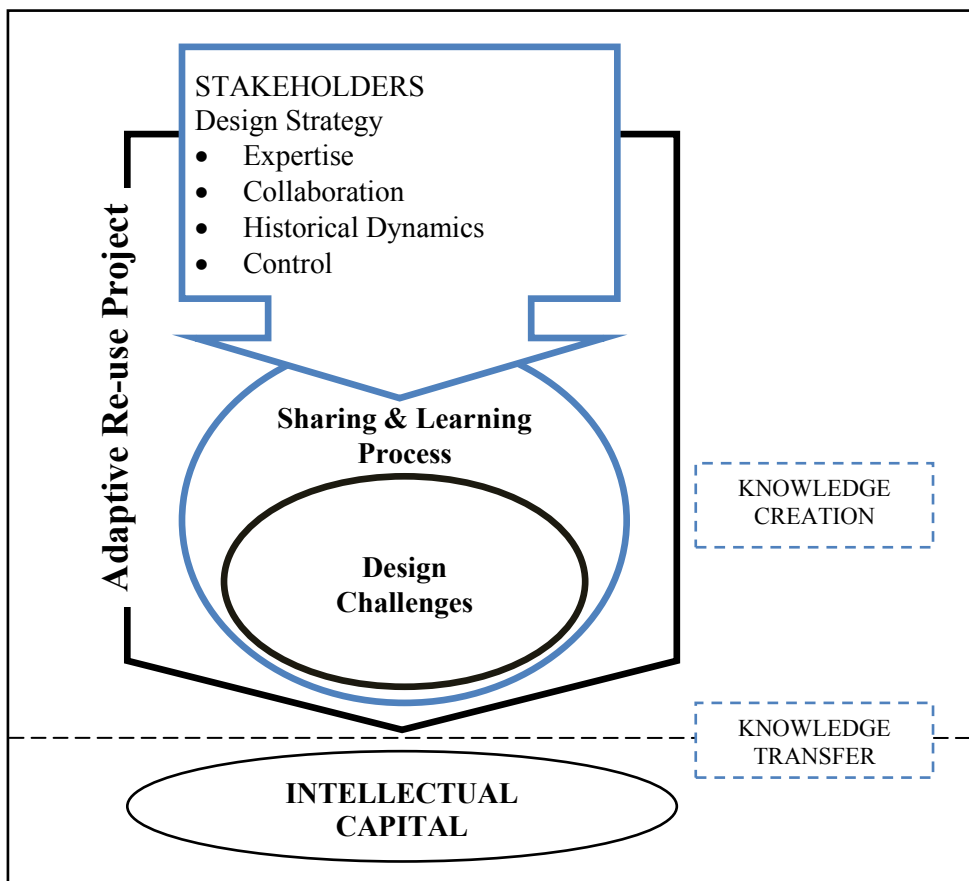 STAKEHOLDERS
Design Strategy
• Expertise
• Collaboration
• Historical Dynamics
• Control
Adaptive Re-use Project
Sharing & Learning
Process
Design
Challenges
KNOWLEDGE
CREATION
KNOWLEDGE
TRANSFER
INTELLECTUAL
CAPITAL